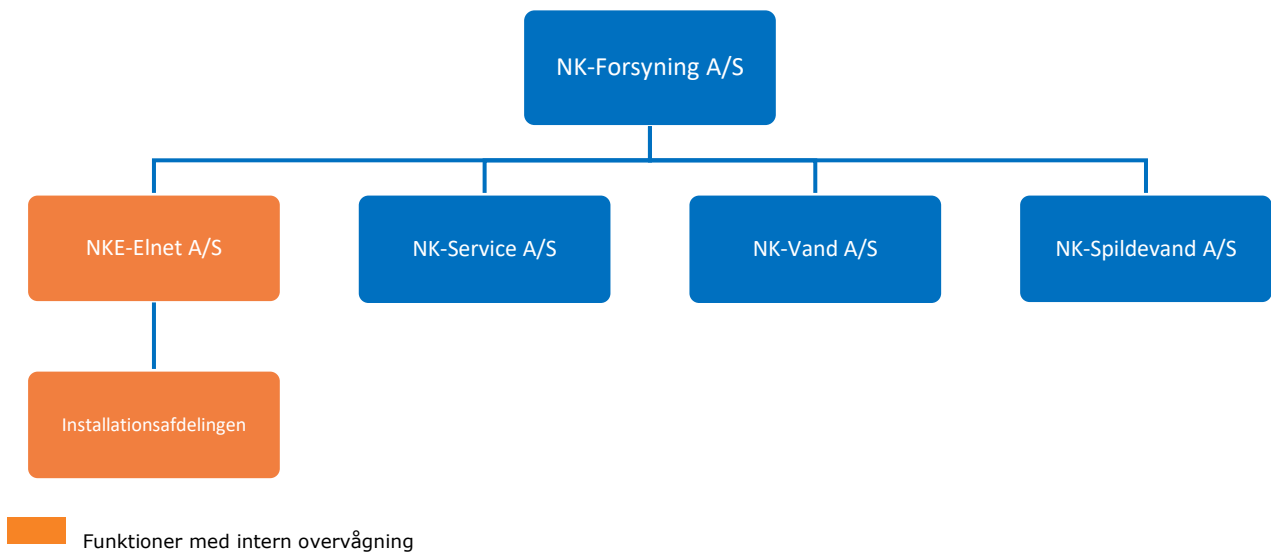 NK-Forsyning A/S
NKE-Elnet A/S
NK-Service A/S
NK-Vand A/S
NK-Spildevand A/S
Installationsafdelingen
Funktioner med intern overvågning